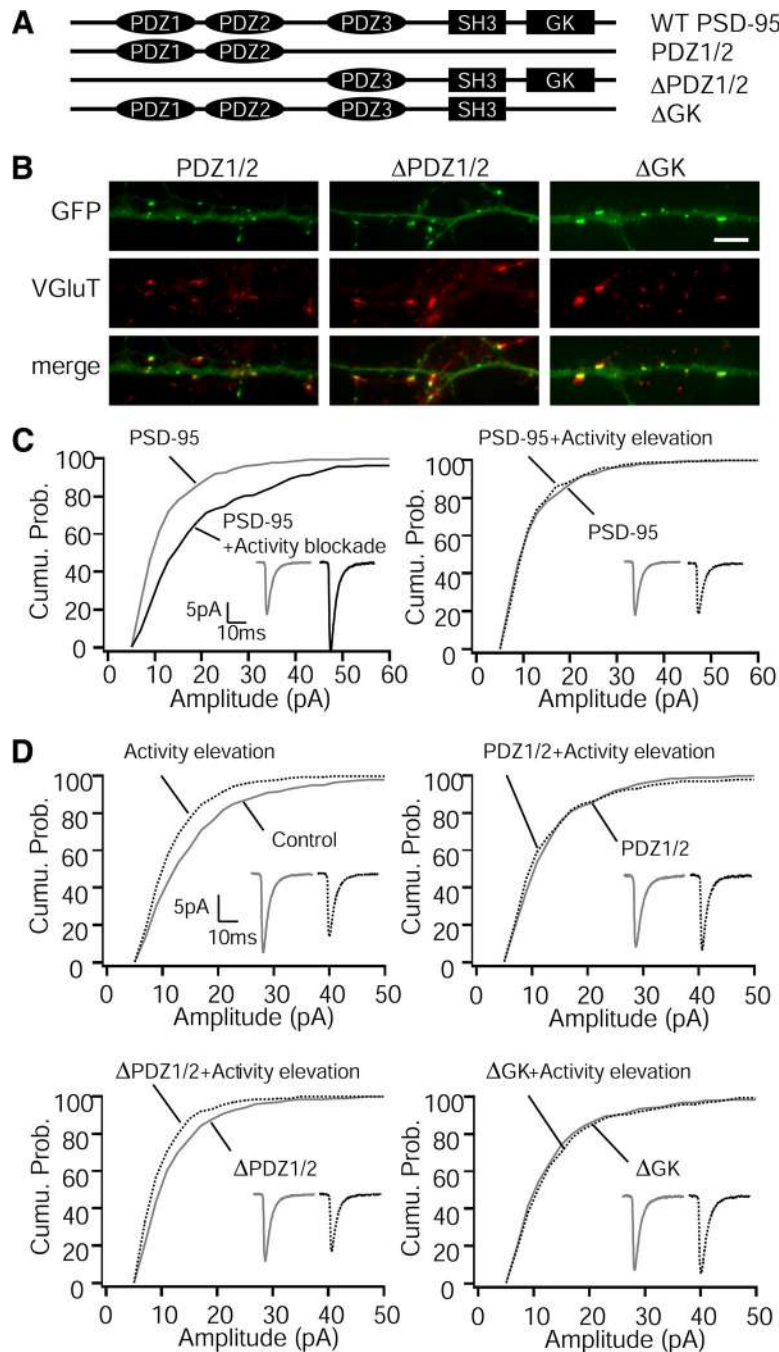 A
PDZ1 PDZ2 PDZ3 SH3 GK WT PSD-95
PDZ1 PDZ2 PDZ1/2
PDZ3 SH3 GK ΔPDZ1/2
PDZ1 PDZ2 PDZ3 SH3 ΔGK
B
PDZ1/2 ΔPDZ1/2 ΔGK
GFP
VGluT
merge
C
PSD-95
PSD-95
+Activity blockade
5pA
10ms
Cumu. Prob.
100
80
60
40
20
0
0 10 20 30 40 50 60
Amplitude (pA)
PSD-95+Activity elevation
PSD-95
Cumu. Prob.
100
80
60
40
20
0
0 10 20 30 40 50 60
Amplitude (pA)
D
Activity elevation
Control
5pA
10ms
Cumu. Prob.
100
80
60
40
20
0
0 10 20 30 40 50
Amplitude (pA)
PDZ1/2+Activity elevation
PDZ1/2
Cumu. Prob.
100
80
60
40
20
0
0 10 20 30 40 50
Amplitude (pA)
ΔPDZ1/2+Activity elevation
ΔPDZ1/2
Cumu. Prob.
100
80
60
40
20
0
0 10 20 30 40 50
Amplitude (pA)
ΔGK+Activity elevation
ΔGK
Cumu. Prob.
100
80
60
40
20
0
0 10 20 30 40 50
Amplitude (pA)